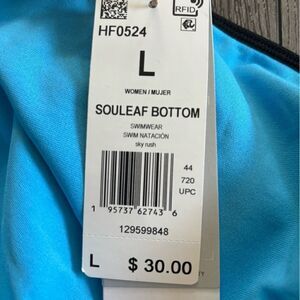 RFID
HF0524
L
WOMEN / MUJER
SOULEAF BOTTOM
SWIMWEAR
SWIM NATACIÓN
sky rush
44
720
UPC
1 95737 62743 6
129599848
L $ 30.00